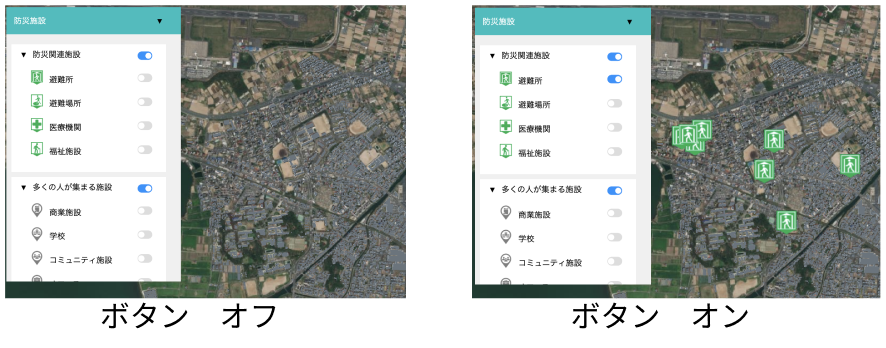 防災施設 ▼
▼ 防災関連施設
避難所
避難場所
医療機関
福祉施設
▼ 多くの人が集まる施設
商業施設
学校
コミュニティ施設
ボタン オフ
防災施設 ▼
▼ 防災関連施設
避難所
避難場所
医療機関
福祉施設
▼ 多くの人が集まる施設
商業施設
学校
コミュニティ施設
ボタン オン